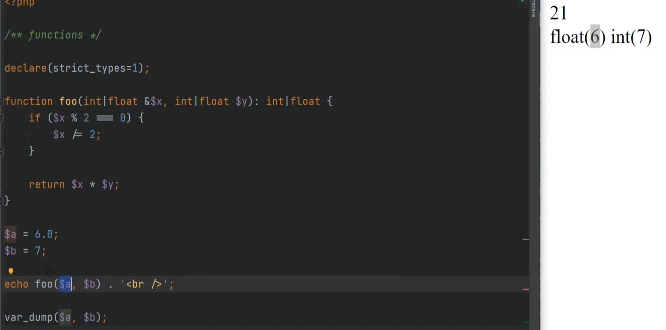 <?php
/** functions */
declare(strict_types=1);
function foo(int|float &$x, int|float $y): int|float {
if ($x % 2 === 0) {
$x /= 2;
}
return $x * $y;
}
$a = 6.0;
$b = 7;
echo foo($a, $b) . '<br />';
var_dump($a, $b);
21
float(6) int(7)